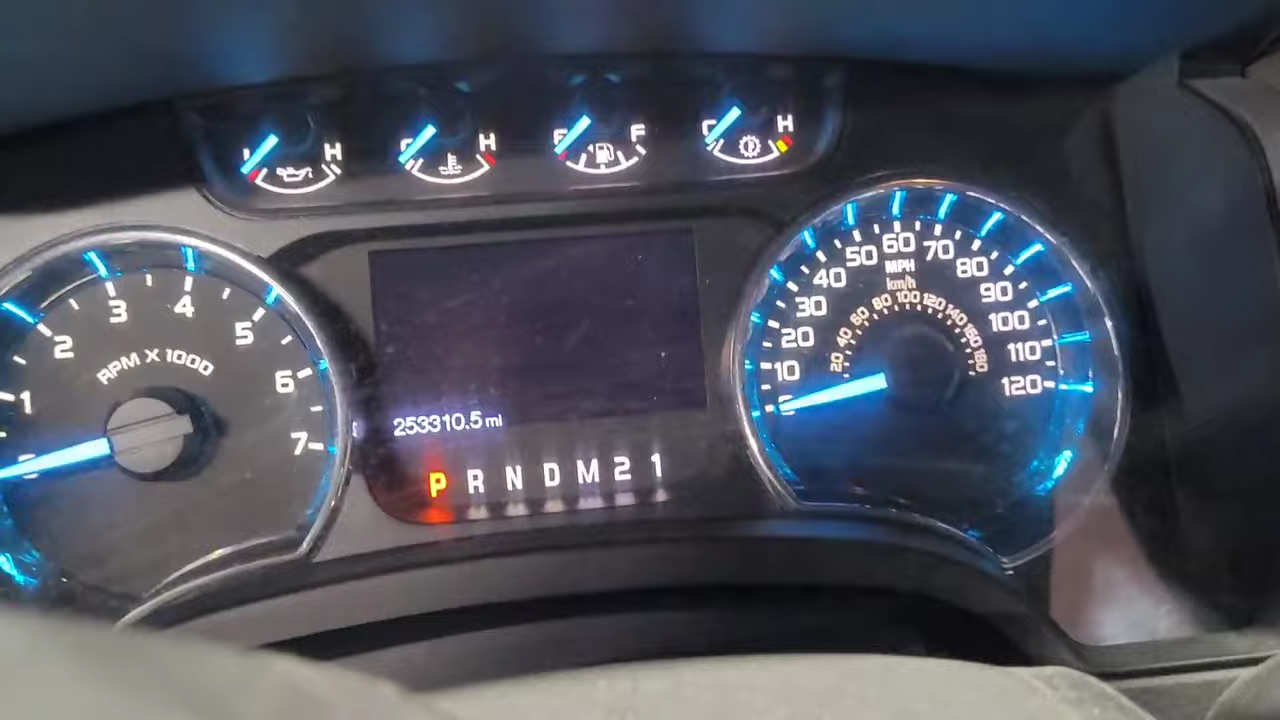 L H
C H
E F
C H
1 2 3 4 5 6 7
RPM X 1000
253310.5 mi
P R N D M 2 1
0 10 20 30 40 50 60 70 80 90 100 110 120
MPH
km/h
20 40 60 80 100 120 140 160 180